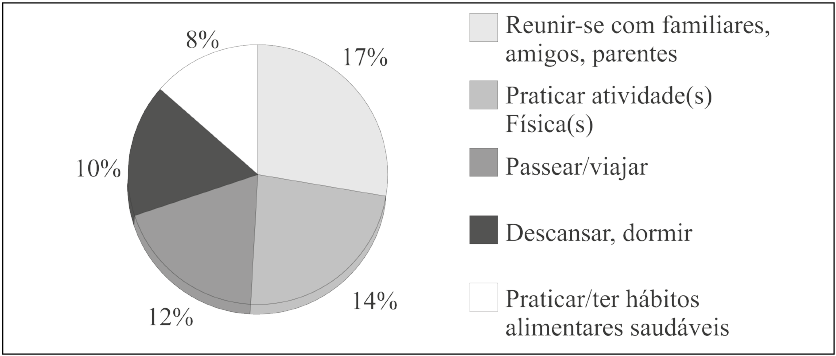 8%
17%
10%
12%
14%
Reunir-se com familiares,
amigos, parentes
Praticar atividade(s)
Física(s)
Passear/viajar
Descansar, dormir
Praticar/ter hábitos
alimentares saudáveis